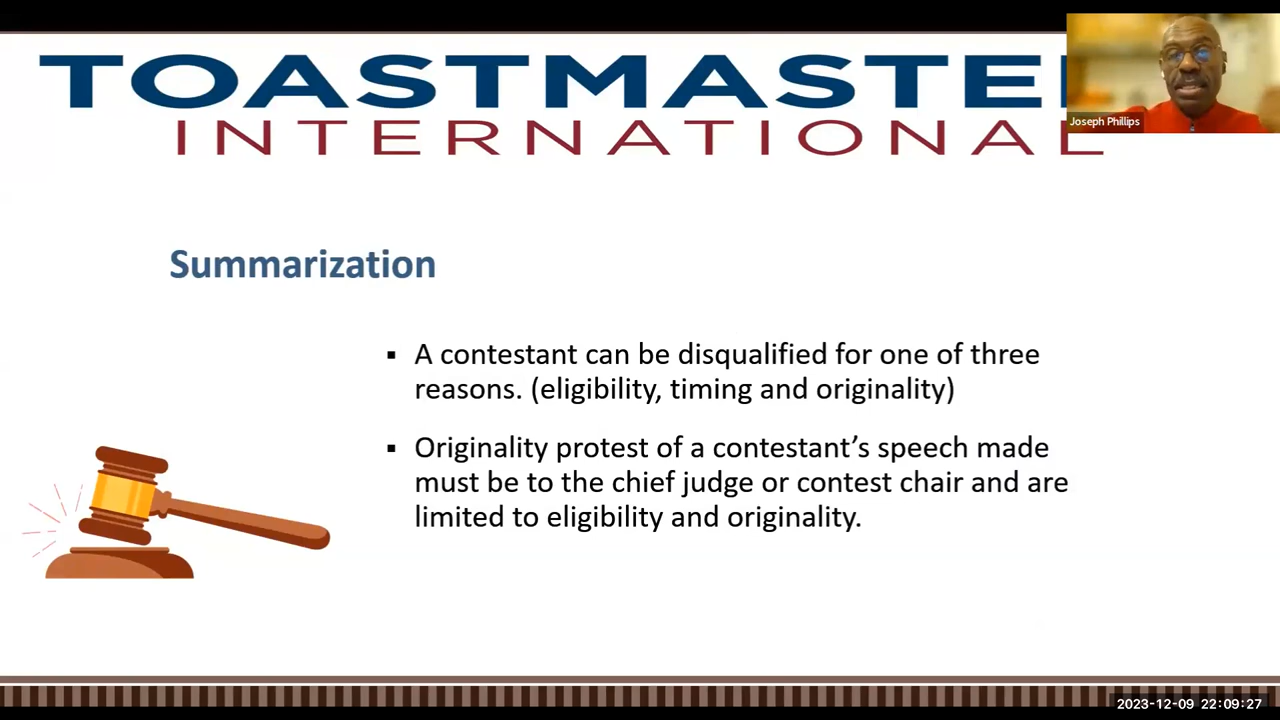 TOASTMASTE
INTERNATIONAL
Joseph Phillips
Summarization
▪ A contestant can be disqualified for one of three
reasons. (eligibility, timing and originality)
▪ Originality protest of a contestant’s speech made
must be to the chief judge or contest chair and are
limited to eligibility and originality.
2023-12-09 22:09:27